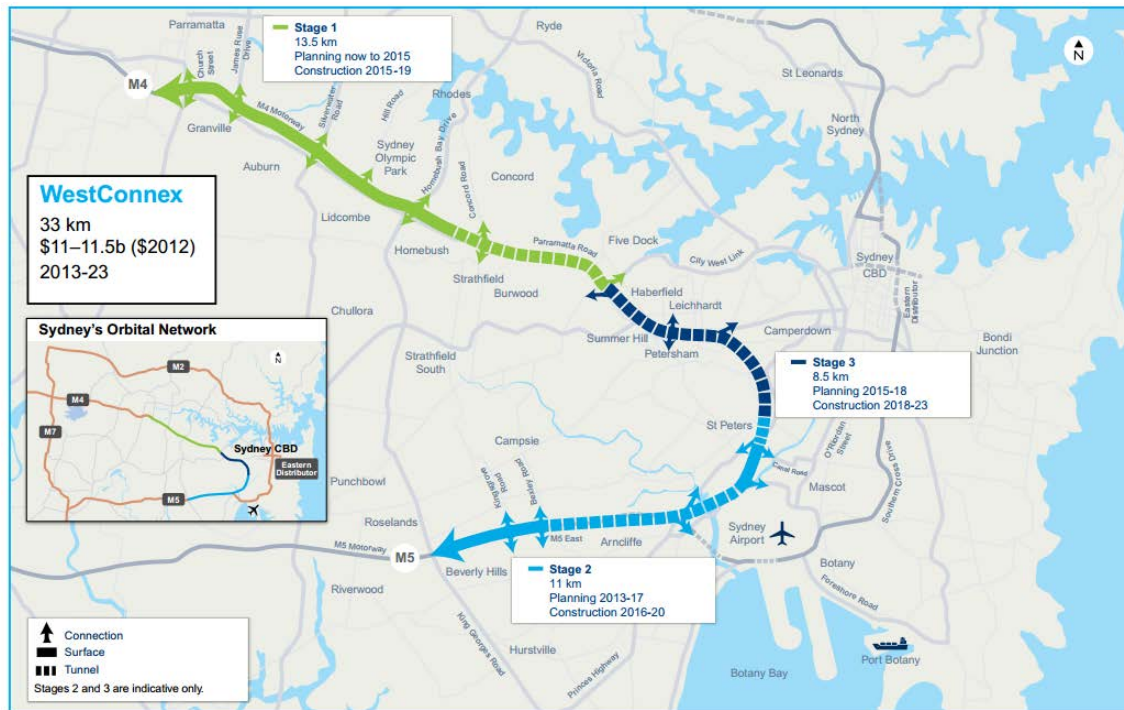 Parramatta
Ryde
Stage 1
13.5 km
Planning now to 2015
Construction 2015-19
Church
Street
James Ruse
Drive
Victoria Road
St Leonards
N
M4
Silverwater
Road
Hill Road
Rhodes
M4 Motorway
Granville
North
Sydney
Sydney
Olympic
Park
Homebush Bay Drive
Auburn
Concord Road
Concord
WestConnex
33 km
$11–11.5b ($2012)
2013-23
Lidcombe
Homebush
Parramatta Road
Five Dock
City West Link
Sydney
CBD
Strathfield
Burwood
Haberfield
Leichhardt
Eastern
Distributor
Chullora
Summer Hill
Petersham
Camperdown
Bondi
Junction
Sydney's Orbital Network
N
M2
M4
M7
Sydney CBD
Eastern
Distributor
M5
Strathfield
South
Stage 3
8.5 km
Planning 2015-18
Construction 2018-23
St Peters
O'Riordan
Street
Campsie
Canal Road
Southern Cross Drive
Kingsgrove
Road
Bexley Road
Punchbowl
Mascot
Roselands
M5 East
Arncliffe
Sydney
Airport
M5 Motorway
M5
Beverly Hills
Botany
Riverwood
Stage 2
11 km
Planning 2013-17
Construction 2016-20
Foreshore Road
King Georges Road
Hurstville
Princes Highway
Port Botany
Botany Bay
Connection
Surface
Tunnel
Stages 2 and 3 are indicative only.